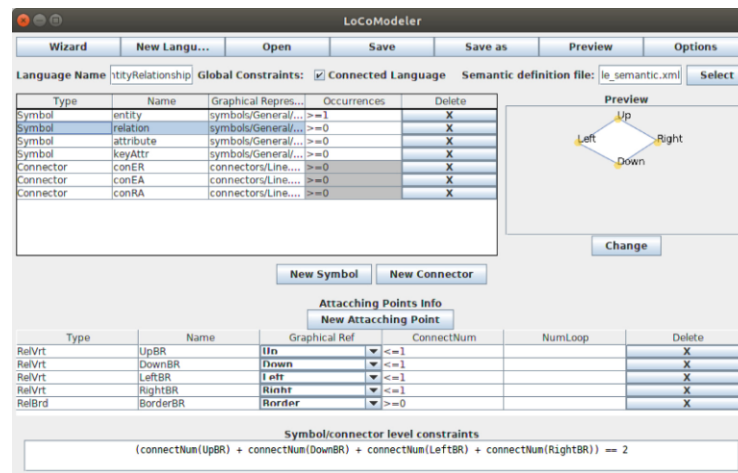 LoCoModeler
Wizard New Langu... Open Save Save as Preview Options
Language Name ntityRelationship Global Constraints: Connected Language Semantic definition file: le_semantic.xml Select
Type Name Graphical Repres... Occurrences Delete
Symbol entity symbols/General/... >=1 X
Symbol relation symbols/General/... >=0 X
Symbol attribute symbols/General/... >=0 X
Symbol keyAttr symbols/General/... >=0 X
Connector conER connectors/Line.... >=0 X
Connector conEA connectors/Line.... >=0 X
Connector conRA connectors/Line.... >=0 X
Preview
Up
Left Right
Down
Change
New Symbol New Connector
Attacching Points Info
New Attacching Point
Type Name Graphical Ref ConnectNum NumLoop Delete
RelVrt UpBR Up <=1 X
RelVrt DownBR Down <=1 X
RelVrt LeftBR Left <=1 X
RelVrt RightBR Right <=1 X
RelBrd BorderBR Border >=0 X
Symbol/connector level constraints
(connectNum(UpBR) + connectNum(DownBR) + connectNum(LeftBR) + connectNum(RightBR)) == 2